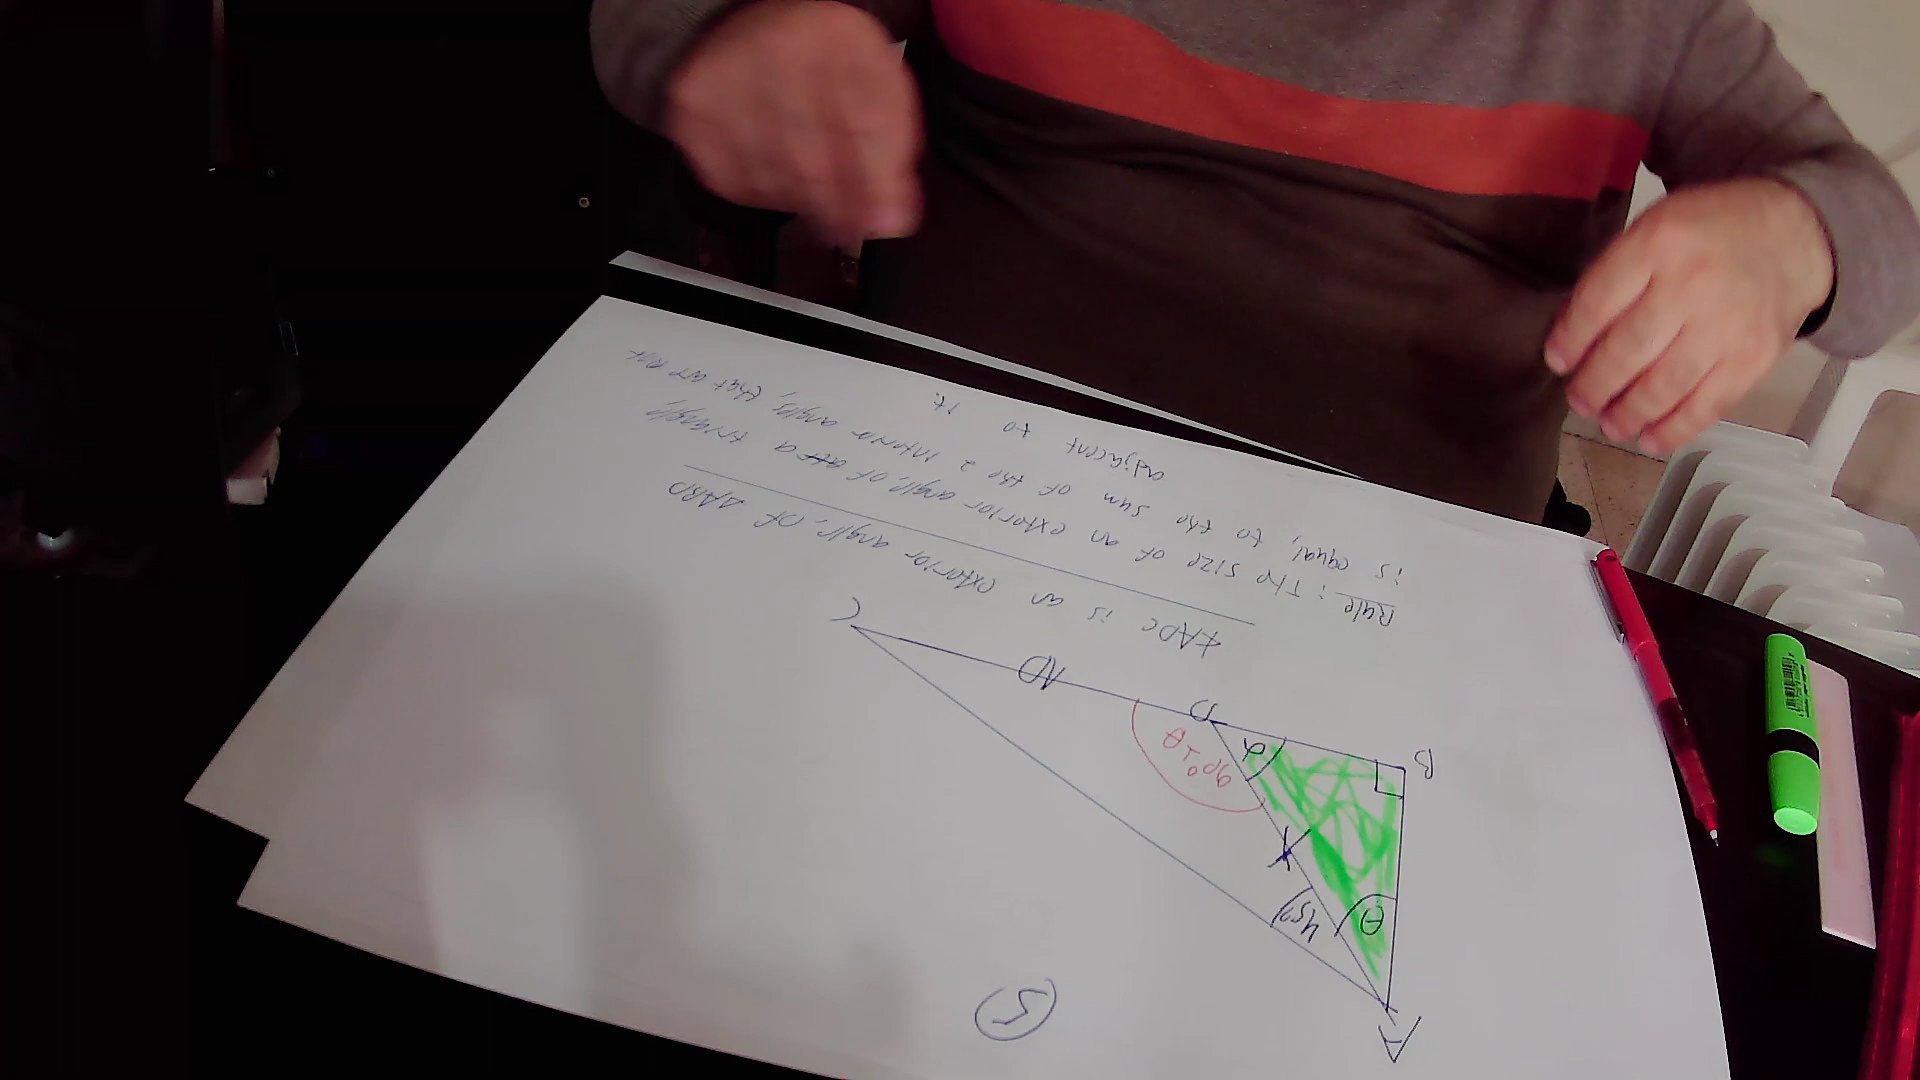 5
A
θ
45°
X
B
α
90°+θ
D
10
C
∡ADC is an exterior angle, of ΔABD
Rule: The size of an exterior angle, of a triangle,
is equal, to the sum of the 2 interior angles, that are not
adjacent to it.